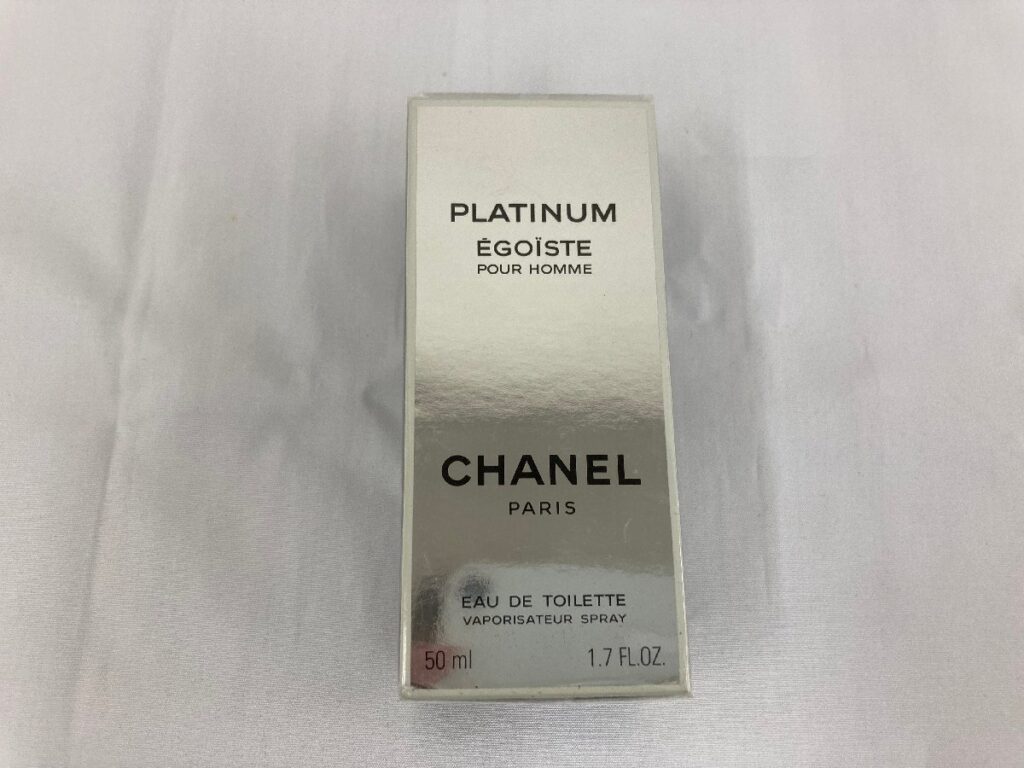 PLATINUM
ÉGOÏSTE
POUR HOMME
CHANEL
PARIS
EAU DE TOILETTE
VAPORISATEUR SPRAY
50 ml 1.7 FL.OZ.